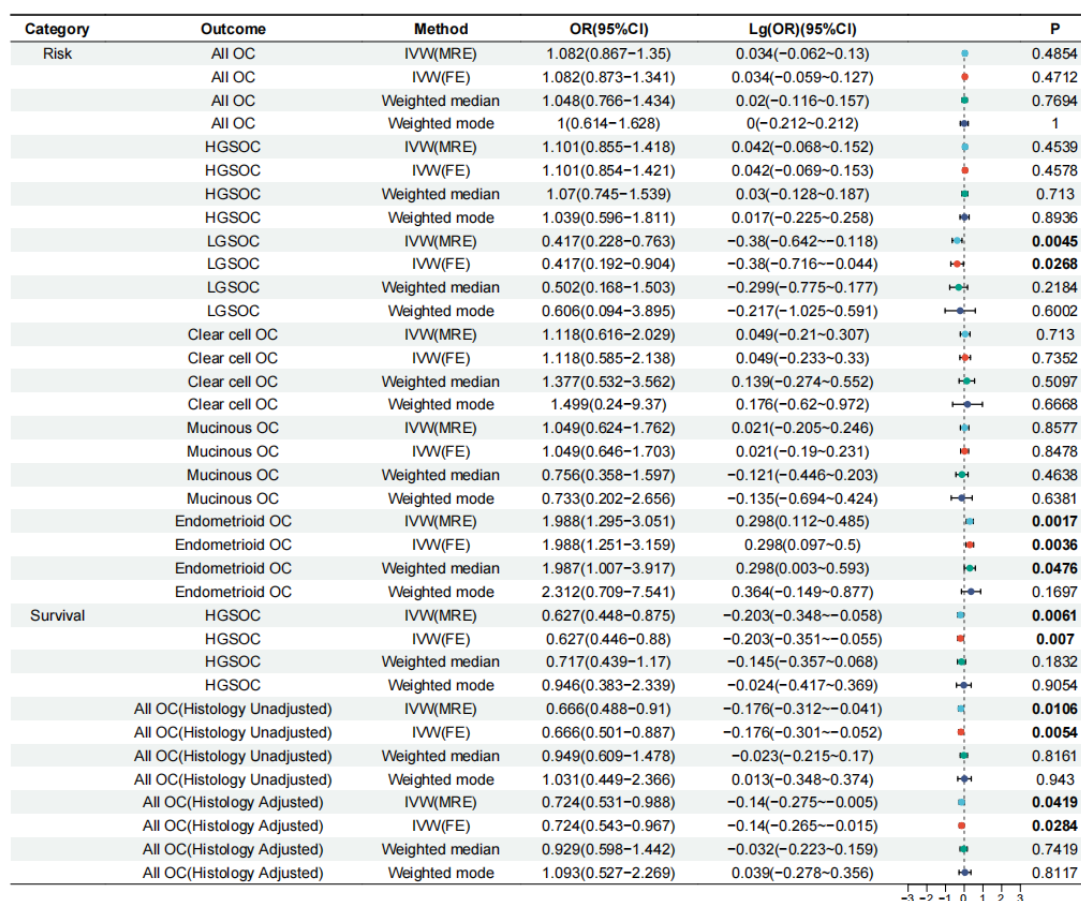 Category Outcome Method OR(95%CI) Lg(OR)(95%CI) P
Risk All OC IVW(MRE) 1.082(0.867−1.35) 0.034(−0.062~0.13) 0.4854
All OC IVW(FE) 1.082(0.873−1.341) 0.034(−0.059~0.127) 0.4712
All OC Weighted median 1.048(0.766−1.434) 0.02(−0.116~0.157) 0.7694
All OC Weighted mode 1(0.614−1.628) 0(−0.212~0.212) 1
HGSOC IVW(MRE) 1.101(0.855−1.418) 0.042(−0.068~0.152) 0.4539
HGSOC IVW(FE) 1.101(0.854−1.421) 0.042(−0.069~0.153) 0.4578
HGSOC Weighted median 1.07(0.745−1.539) 0.03(−0.128~0.187) 0.713
HGSOC Weighted mode 1.039(0.596−1.811) 0.017(−0.225~0.258) 0.8936
LGSOC IVW(MRE) 0.417(0.228−0.763) −0.38(−0.642~−0.118) 0.0045
LGSOC IVW(FE) 0.417(0.192−0.904) −0.38(−0.716~−0.044) 0.0268
LGSOC Weighted median 0.502(0.168−1.503) −0.299(−0.775~0.177) 0.2184
LGSOC Weighted mode 0.606(0.094−3.895) −0.217(−1.025~0.591) 0.6002
Clear cell OC IVW(MRE) 1.118(0.616−2.029) 0.049(−0.21~0.307) 0.713
Clear cell OC IVW(FE) 1.118(0.585−2.138) 0.049(−0.233~0.33) 0.7352
Clear cell OC Weighted median 1.377(0.532−3.562) 0.139(−0.274~0.552) 0.5097
Clear cell OC Weighted mode 1.499(0.24−9.37) 0.176(−0.62~0.972) 0.6668
Mucinous OC IVW(MRE) 1.049(0.624−1.762) 0.021(−0.205~0.246) 0.8577
Mucinous OC IVW(FE) 1.049(0.646−1.703) 0.021(−0.19~0.231) 0.8478
Mucinous OC Weighted median 0.756(0.358−1.597) −0.121(−0.446~0.203) 0.4638
Mucinous OC Weighted mode 0.733(0.202−2.656) −0.135(−0.694~0.424) 0.6381
Endometrioid OC IVW(MRE) 1.988(1.295−3.051) 0.298(0.112~0.485) 0.0017
Endometrioid OC IVW(FE) 1.988(1.251−3.159) 0.298(0.097~0.5) 0.0036
Endometrioid OC Weighted median 1.987(1.007−3.917) 0.298(0.003~0.593) 0.0476
Endometrioid OC Weighted mode 2.312(0.709−7.541) 0.364(−0.149~0.877) 0.1697
Survival HGSOC IVW(MRE) 0.627(0.448−0.875) −0.203(−0.348~−0.058) 0.0061
HGSOC IVW(FE) 0.627(0.446−0.88) −0.203(−0.351~−0.055) 0.007
HGSOC Weighted median 0.717(0.439−1.17) −0.145(−0.357~0.068) 0.1832
HGSOC Weighted mode 0.946(0.383−2.339) −0.024(−0.417~0.369) 0.9054
All OC(Histology Unadjusted) IVW(MRE) 0.666(0.488−0.91) −0.176(−0.312~−0.041) 0.0106
All OC(Histology Unadjusted) IVW(FE) 0.666(0.501−0.887) −0.176(−0.301~−0.052) 0.0054
All OC(Histology Unadjusted) Weighted median 0.949(0.609−1.478) −0.023(−0.215~0.17) 0.8161
All OC(Histology Unadjusted) Weighted mode 1.031(0.449−2.366) 0.013(−0.348~0.374) 0.943
All OC(Histology Adjusted) IVW(MRE) 0.724(0.531−0.988) −0.14(−0.275~−0.005) 0.0419
All OC(Histology Adjusted) IVW(FE) 0.724(0.543−0.967) −0.14(−0.265~−0.015) 0.0284
All OC(Histology Adjusted) Weighted median 0.929(0.598−1.442) −0.032(−0.223~0.159) 0.7419
All OC(Histology Adjusted) Weighted mode 1.093(0.527−2.269) 0.039(−0.278~0.356) 0.8117
−3 −2 −1 0 1 2 3